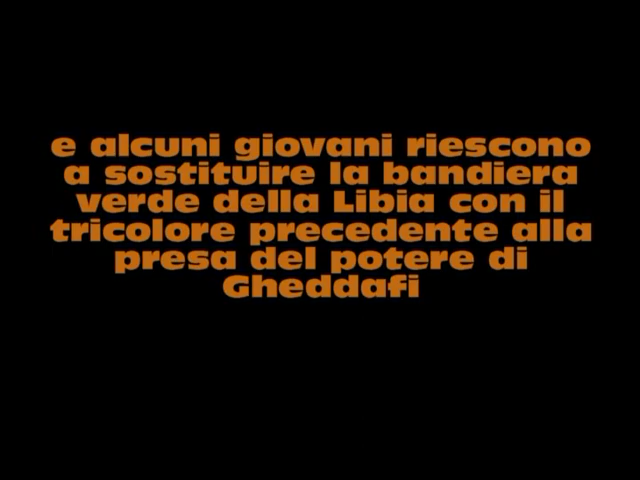 e alcuni giovani riescono
a sostituire la bandiera
verde della Libia con il
tricolore precedente alla
presa del potere di
Gheddafi